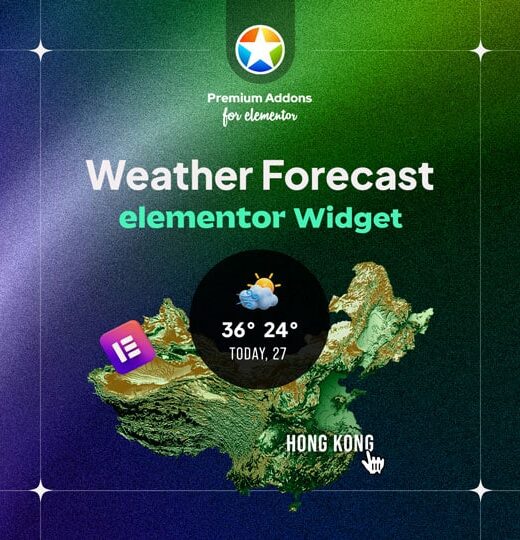 Premium Addons
for elementor
Weather Forecast
elementor Widget
36° 24°
TODAY, 27
HONG KONG